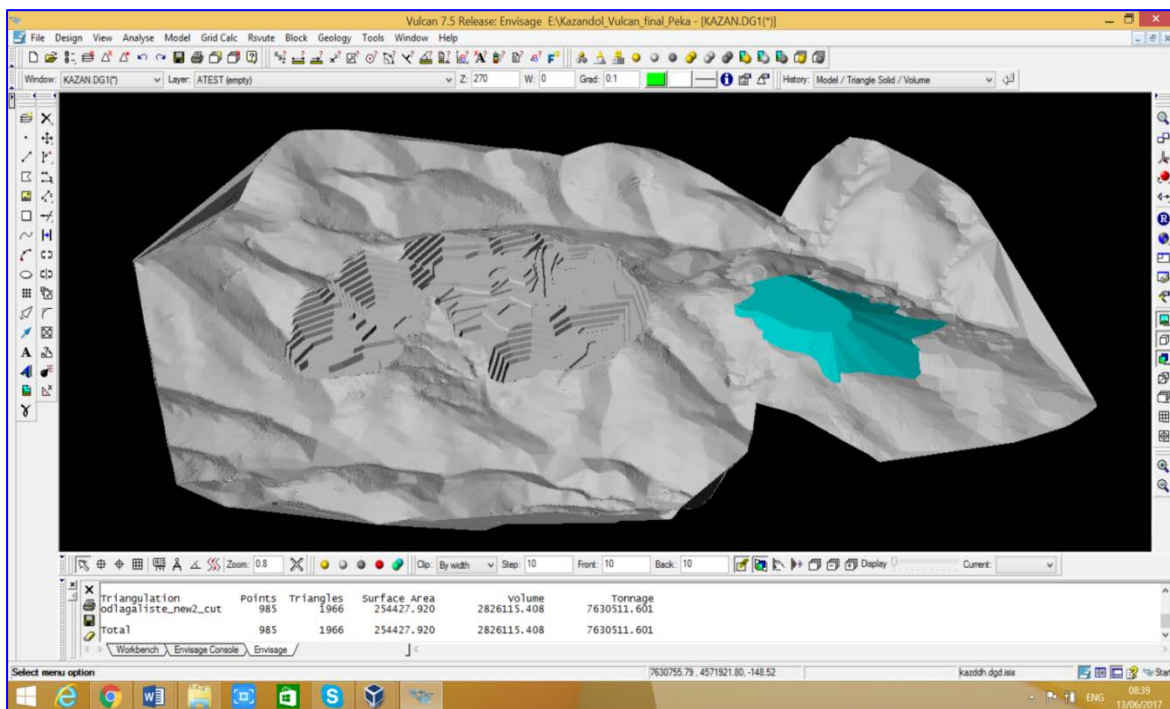 Vulcan 7.5 Release: Envisage E:\Kazandol_Vulcan_final_Peka - [KAZAN.DG1(*)]
File Design View Analyse Model Grid Calc Rsvute Block Geology Tools Window Help
Window: KAZAN.DG1(*) Layer: ATEST (empty) Z: 270 W: 0 Grad: 0:1 History: Model / Triangle Solid / Volume
Zoom: 0.8 Clip: By width Step: 10 Front: 10 Back: 10 Display Current:
Triangulation Points Triangles Surface Area Volume Tonnage
odlagaliste_new2_cut 985 1966 254427.920 2826115.408 7630511.601
Total 985 1966 254427.920 2826115.408 7630511.601
Workbench Envisage Console Envisage
Select menu option 7630755.79 , 4571921.80, -148.52 kazddh.dgd.isis Star
ENG 08:39
13/06/2017